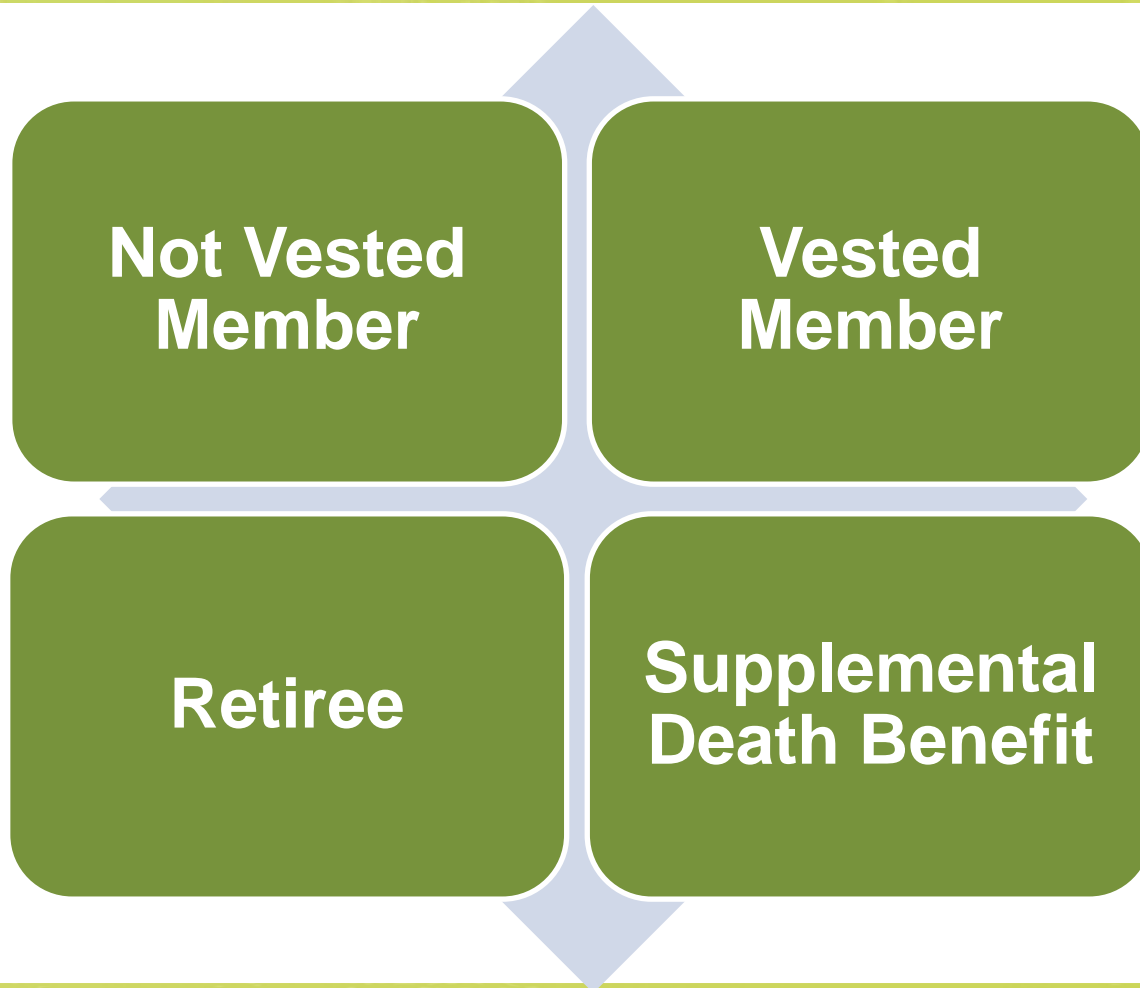 Not Vested
Member
Vested
Member
Retiree
Supplemental
Death Benefit